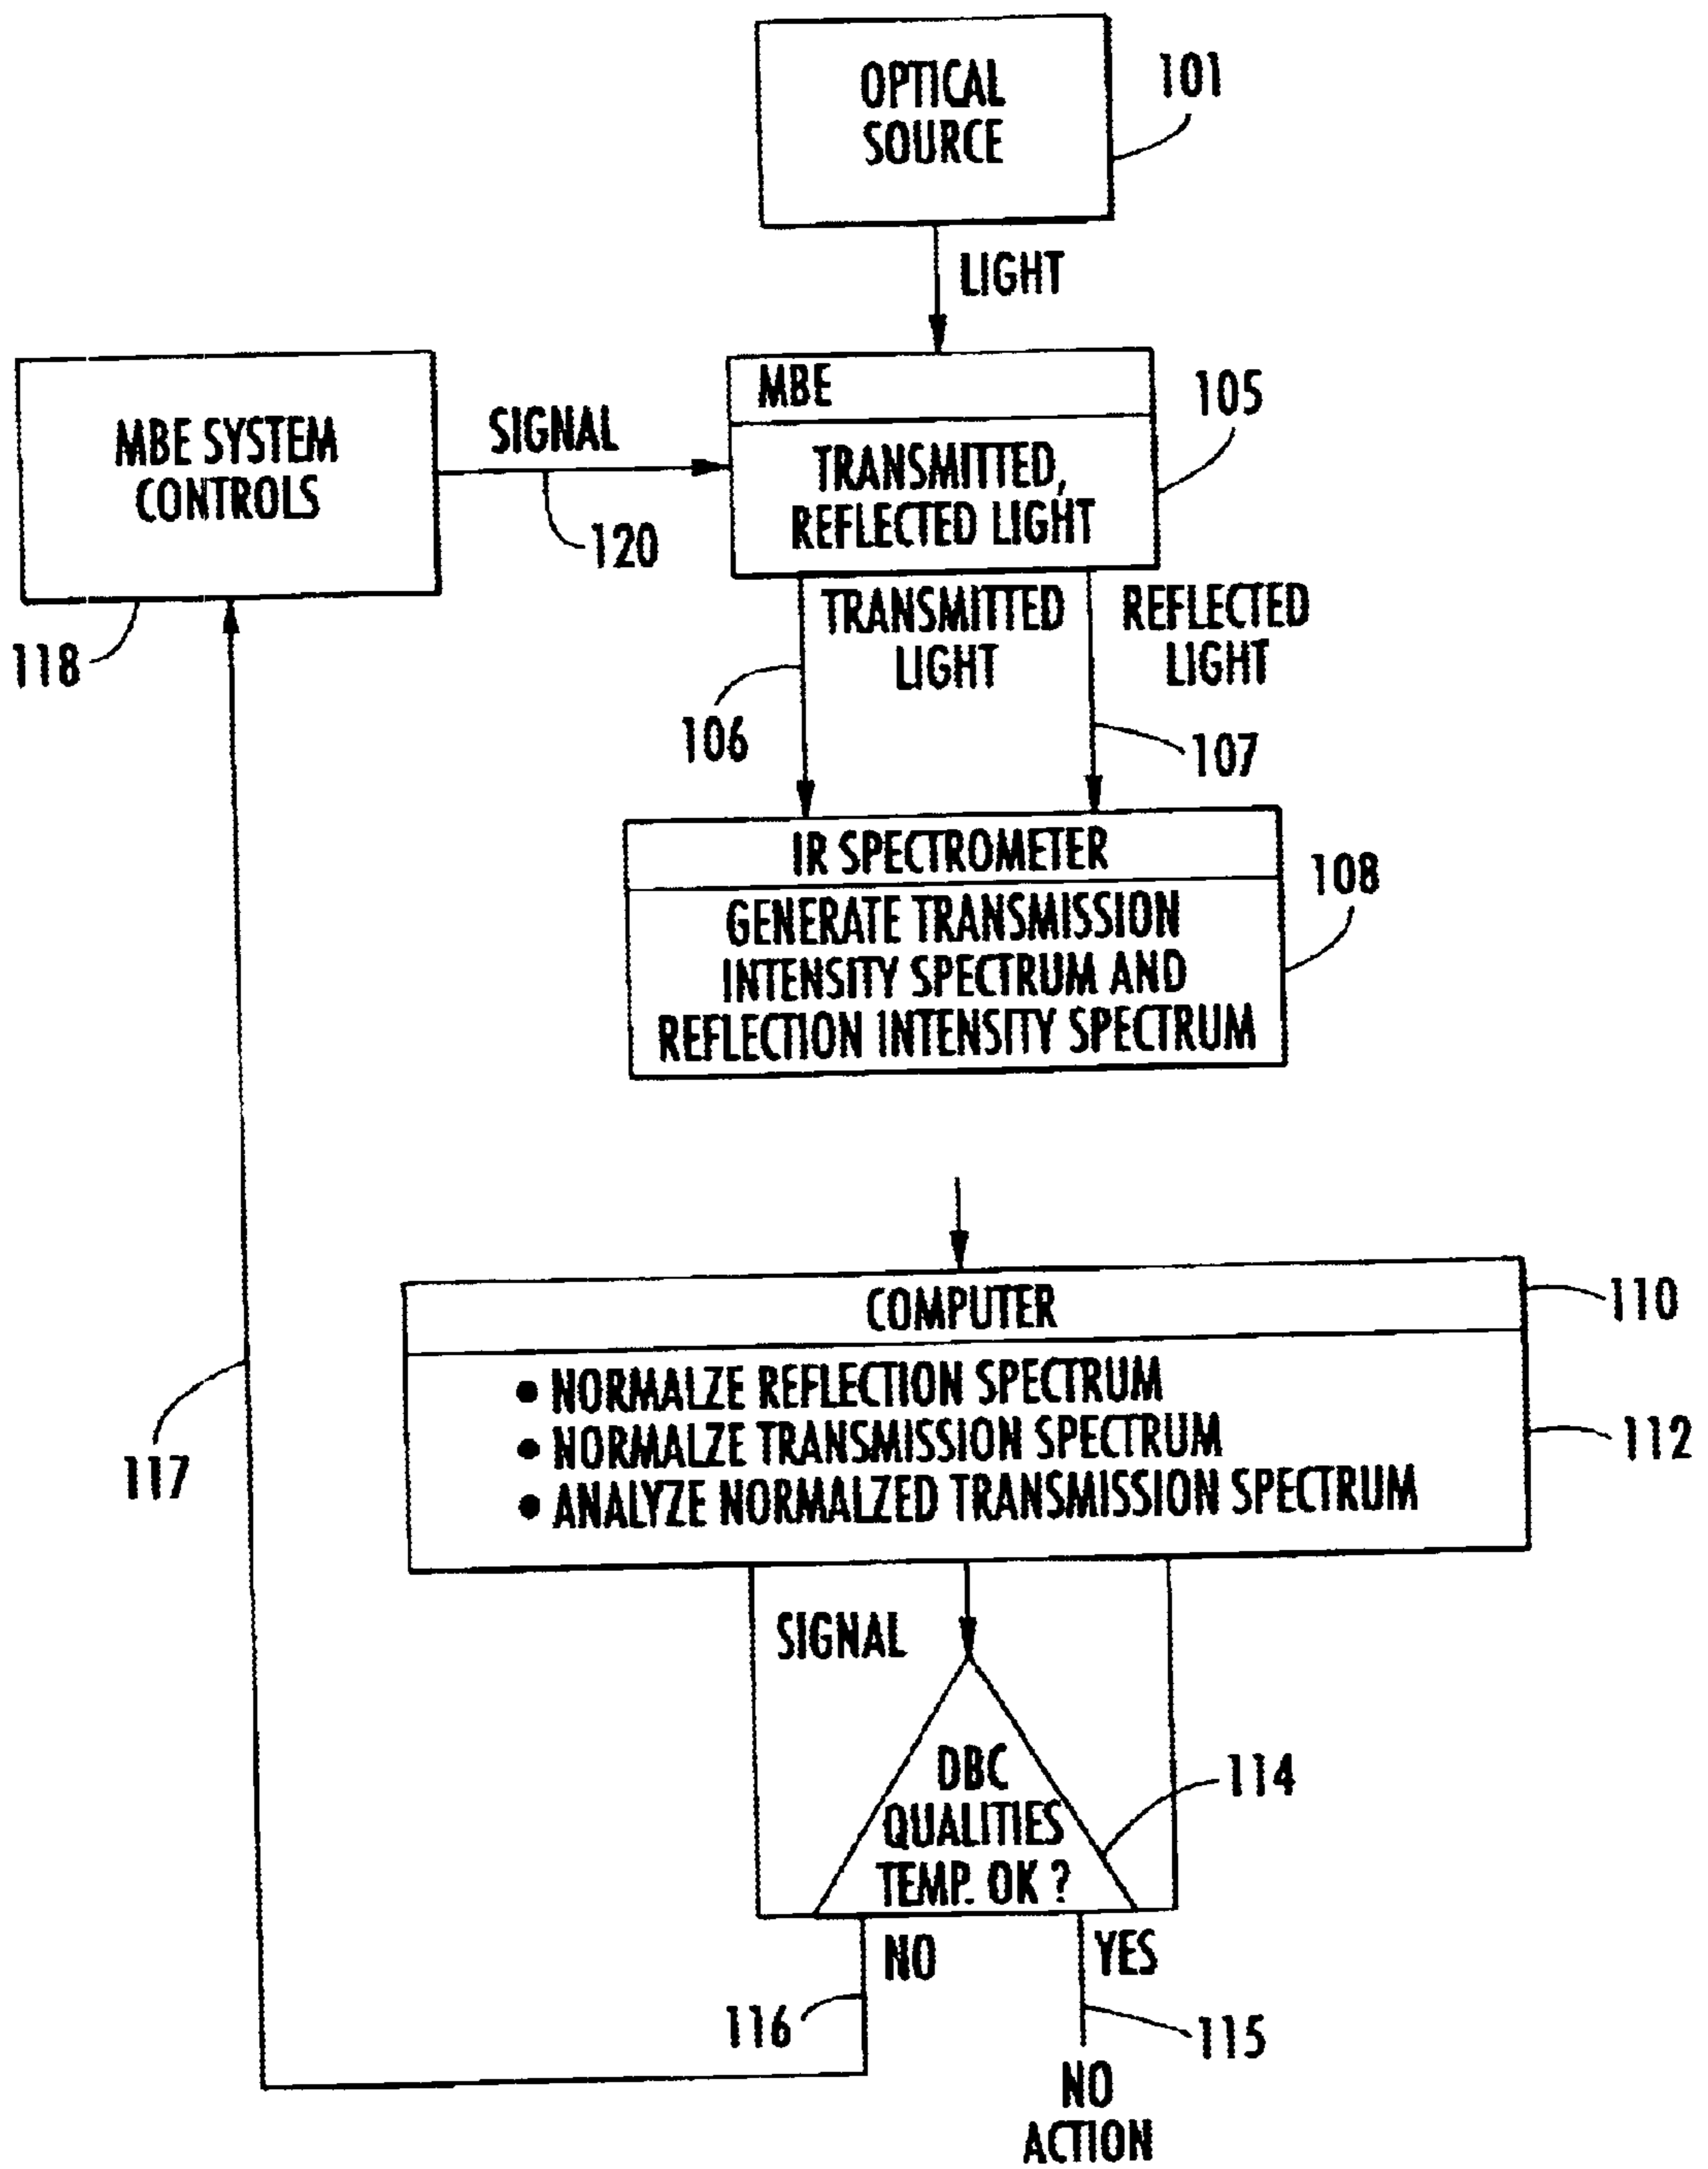 OPTICAL
SOURCE
101
LIGHT
MBE SYSTEM
CONTROLS
118
SIGNAL
120
MBE
TRANSMITTED,
REFLECTED LIGHT
105
TRANSMITTED
LIGHT
106
REFLECTED
LIGHT
107
IR SPECTROMETER
GENERATE TRANSMISSION
INTENSITY SPECTRUM AND
REFLECTION INTENSITY SPECTRUM
108
COMPUTER
110
• NORMALZE REFLECTION SPECTRUM
• NORMALZE TRANSMISSION SPECTRUM
• ANALYZE NORMALZED TRANSMISSION SPECTRUM
112
117
SIGNAL
DBC
QUALITIES
TEMP. OK ?
114
NO
116
YES
115
NO
ACTION